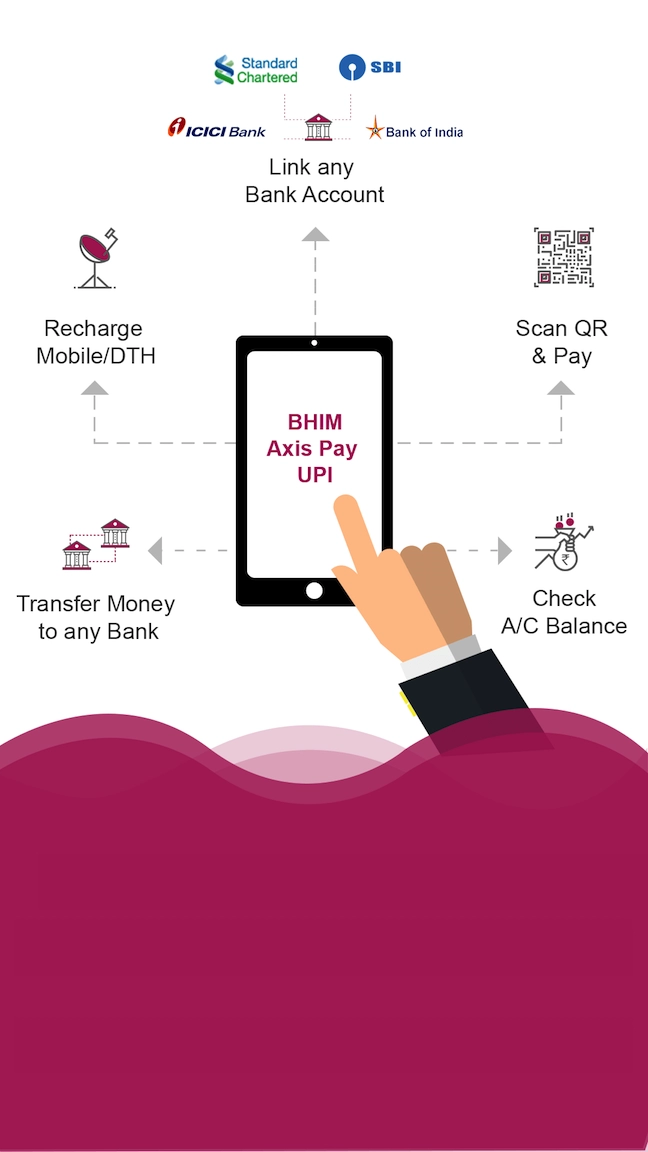 Standard
Chartered
SBI
ICICI Bank
Bank of India
Link any
Bank Account
Recharge
Mobile/DTH
Scan QR
& Pay
BHIM
Axis Pay
UPI
Transfer Money
to any Bank
₹
Check
A/C Balance